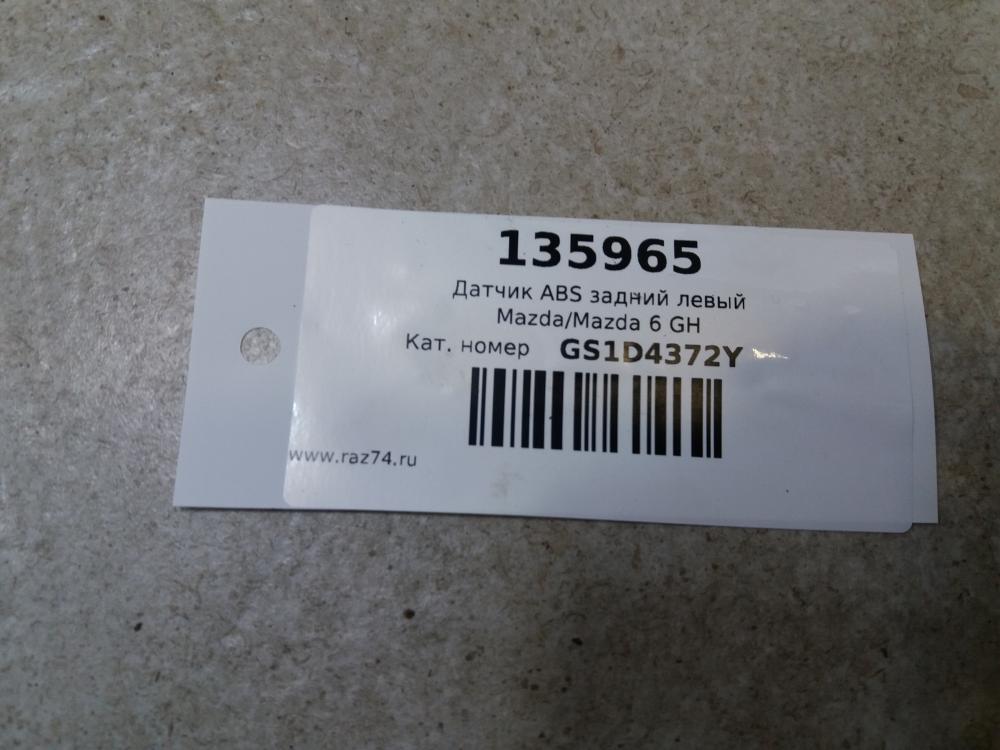 135965
Датчик ABS задний левый
Mazda/Mazda 6 GH
Кат. номер GS1D4372Y
www.raz74.ru